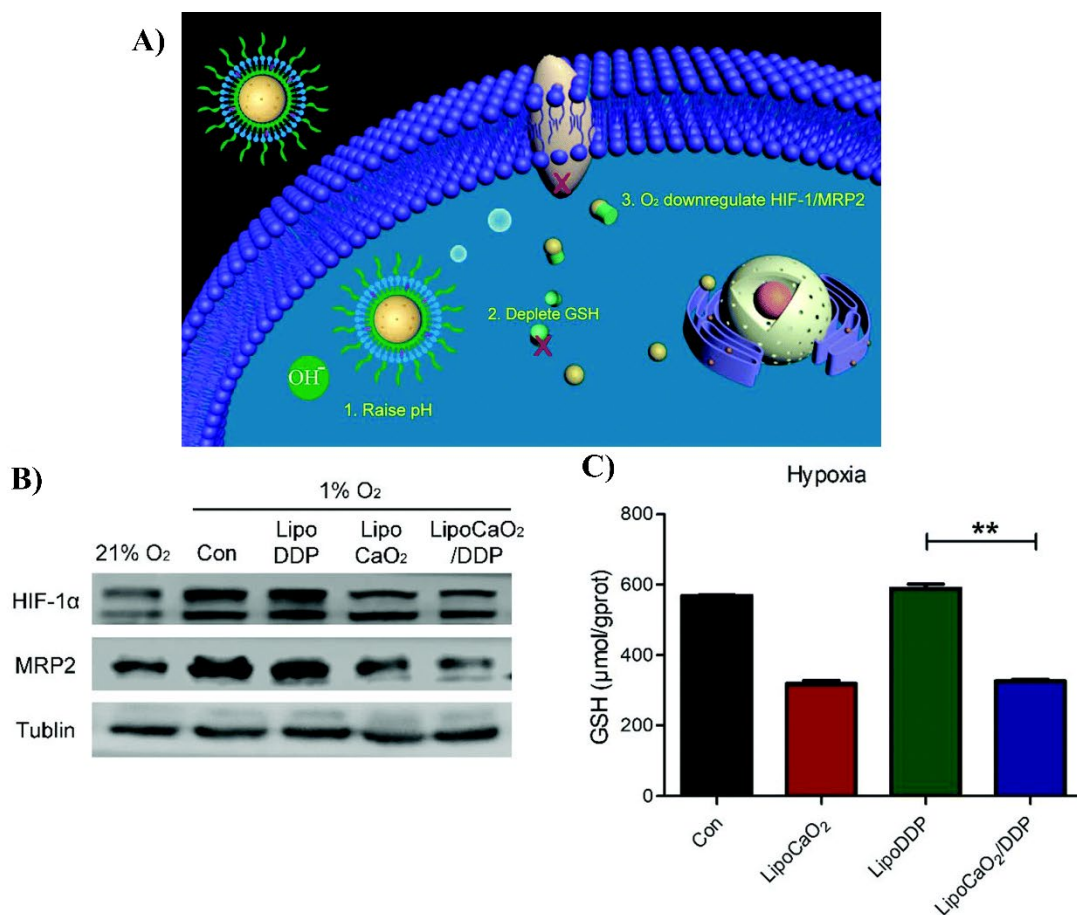 A)
3. O₂ downregulate HIF-1/MRP2
2. Deplete GSH
OH⁻
1. Raise pH
B)
1% O₂
21% O₂ Con Lipo DDP Lipo CaO₂ LipoCaO₂ /DDP
HIF-1α
MRP2
Tublin
C)
Hypoxia
**
GSH (μmol/gprot)
800
600
400
200
0
Con
LipoCaO₂
LipoDDP
LipoCaO₂/DDP